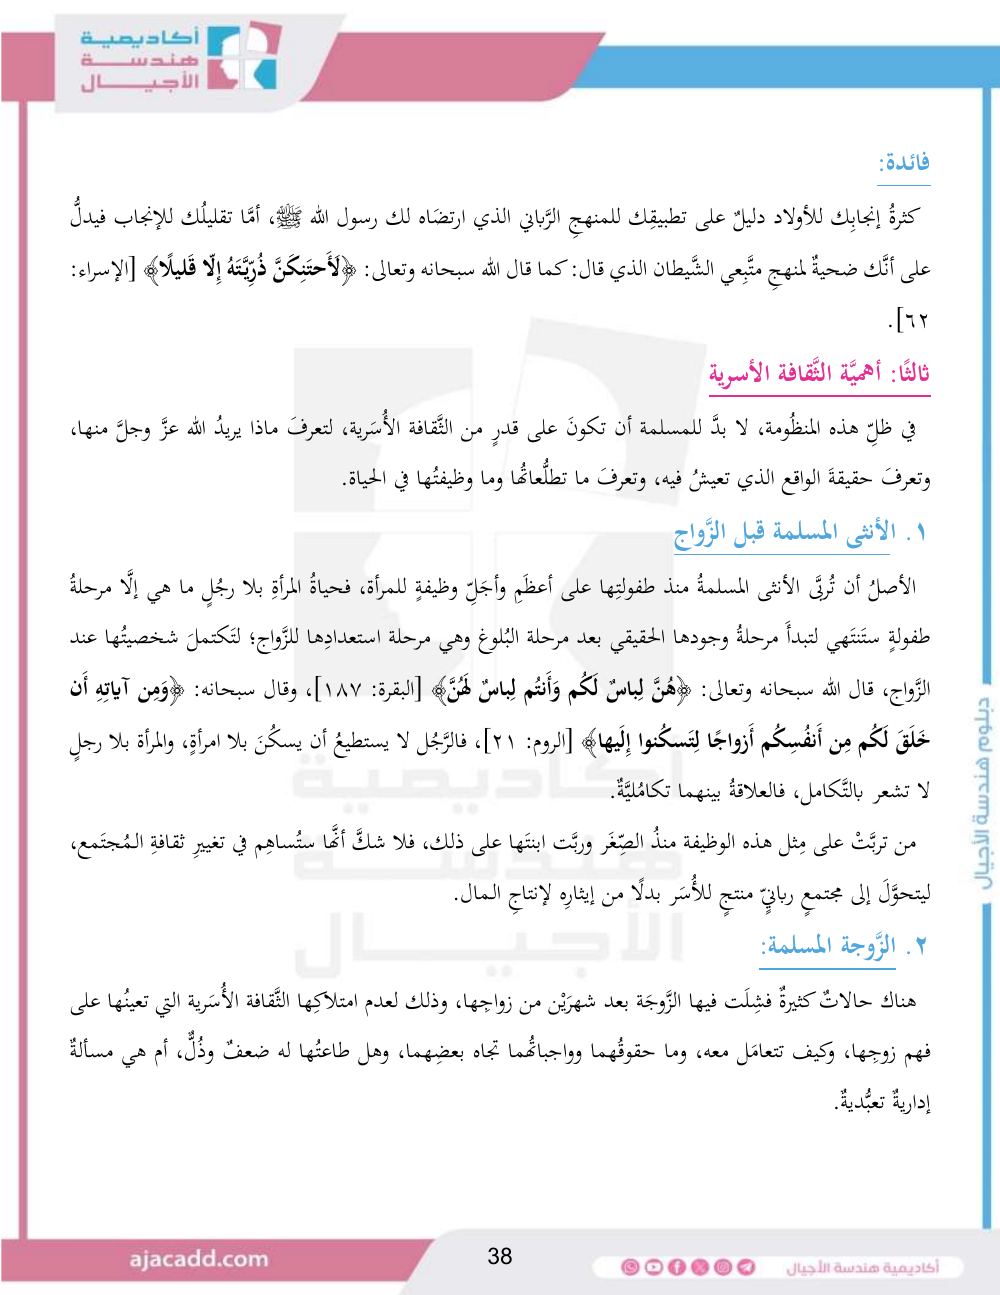 أكاديمية
هندسة
الأجيال
فائدة:
كثرةُ إنجابِك للأولاد دليلٌ على تطبيقِك للمنهجِ الرَّباني الذي ارتضَاه لك رسول الله ﷺ، أمَّا تقليلُك للإنجاب فيدلُّ
على أنَّك ضحيةٌ لمنهجِ متَّبِعي الشَّيطان الذي قال: كما قال الله سبحانه وتعالى: ﴿لَأَحتَنِكَنَّ ذُرِّيَّتَهُ إِلّا قَليلًا﴾ [الإسراء:
٦٢].
ثالثًا: أهميَّة الثَّقافة الأسرية
في ظلِّ هذه المنظُومة، لا بدَّ للمسلمة أن تكونَ على قدرٍ من الثَّقافة الأُسَرية، لتعرفَ ماذا يريدُ الله عزَّ وجلَّ منها،
وتعرفَ حقيقةَ الواقع الذي تعيشُ فيه، وتعرفَ ما تطلُّعاتُها وما وظيفتُها في الحياة.
١. الأنثى المسلمة قبل الزَّواج
الأصلُ أن تُربَّى الأنثى المسلمةُ منذ طفولتِها على أعظَمِ وأجَلِّ وظيفةٍ للمرأة، فحياةُ المرأةِ بلا رجُلٍ ما هي إلَّا مرحلةُ
طفولةٍ ستَنتَهي لتبدأَ مرحلةُ وجودها الحقيقي بعد مرحلة البُلوغ وهي مرحلة استعدادِها للزَّواج؛ لتَكتملَ شخصيتُها عند
الزَّواج، قال الله سبحانه وتعالى: ﴿هُنَّ لِباسٌ لَكُم وَأَنتُم لِباسٌ لَهُنَّ﴾ [البقرة: ١٨٧]، وقال سبحانه: ﴿وَمِن آياتِهِ أَن
خَلَقَ لَكُم مِن أَنفُسِكُم أَزواجًا لِتَسكُنوا إِلَيها﴾ [الروم: ٢١]، فالرَّجُل لا يستطيعُ أن يسكُنَ بلا امرأةٍ، والمرأة بلا رجلٍ
لا تشعر بالتَّكامل، فالعلاقةُ بينهما تكامُليَّةٌ.
من تربَّتْ على مِثل هذه الوظيفة منذُ الصِّغَر وربَّت ابنتَها على ذلك، فلا شكَّ أنَّها ستُساهِم في تغييرِ ثقافةِ المُجتَمع،
ليتحوَّلَ إلى مجتمعٍ ربانيٍّ منتجٍ للأُسَر بدلًا من إيثارِه لإنتاجِ المال.
٢. الزَّوجة المسلمة:
هناك حالاتٌ كثيرةٌ فشِلَت فيها الزَّوجَة بعد شهرَيْن من زواجِها، وذلك لعدم امتلاكِها الثَّقافة الأُسَرية التي تعينُها على
فهم زوجِها، وكيف تتعامَل معه، وما حقوقُهما وواجباتُهما تجاه بعضِهما، وهل طاعتُها له ضعفٌ وذُلٌّ، أم هي مسألةٌ
إداريةٌ تعبُّديةٌ.
دبلوم هندسة الأجيال
أكاديمية
هندسة
الأجيال
ajacadd.com
38
أكاديمية هندسة الأجيال